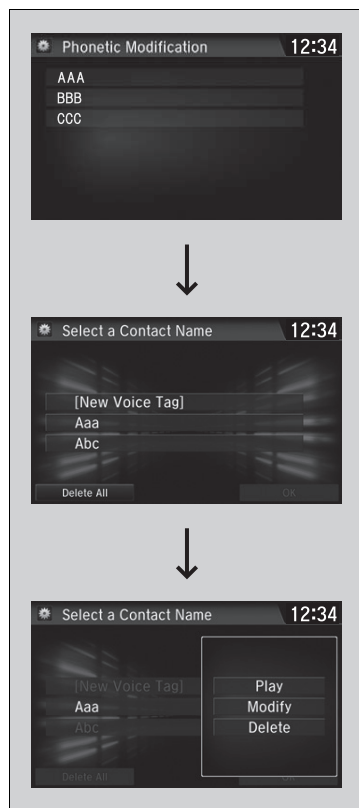 Phonetic Modification 12:34
AAA
BBB
CCC
Select a Contact Name 12:34
[New Voice Tag]
Aaa
Abc
Delete All OK
Select a Contact Name 12:34
[New Voice Tag] Play
Aaa Modify
Abc Delete
Delete All OK